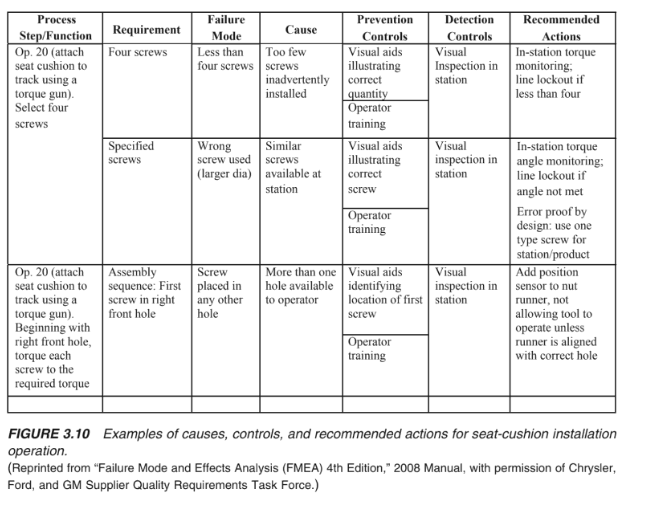 Process
Step/Function
Requirement
Failure
Mode
Cause
Prevention
Controls
Detection
Controls
Recommended
Actions
Op. 20 (attach
seat cushion to
track using a
torque gun).
Select four
screws
Four screws
Less than
four screws
Too few
screws
inadvertently
installed
Visual aids
illustrating
correct
quantity
Operator
training
Visual
Inspection in
station
In-station torque
monitoring;
line lockout if
less than four
Specified
screws
Wrong
screw used
(larger dia)
Similar
screws
available at
station
Visual aids
illustrating
correct
screw
Operator
training
Visual
inspection in
station
In-station torque
angle monitoring;
line lockout if
angle not met
Error proof by
design: use one
type screw for
station/product
Op. 20 (attach
seat cushion to
track using a
torque gun).
Beginning with
right front hole,
torque each
screw to the
required torque
Assembly
sequence: First
screw in right
front hole
Screw
placed in
any other
hole
More than one
hole available
to operator
Visual aids
identifying
location of first
screw
Operator
training
Visual
inspection in
station
Add position
sensor to nut
runner, not
allowing tool to
operate unless
runner is aligned
with correct hole
FIGURE 3.10 Examples of causes, controls, and recommended actions for seat-cushion installation
operation.
(Reprinted from “Failure Mode and Effects Analysis (FMEA) 4th Edition,” 2008 Manual, with permission of Chrysler,
Ford, and GM Supplier Quality Requirements Task Force.)